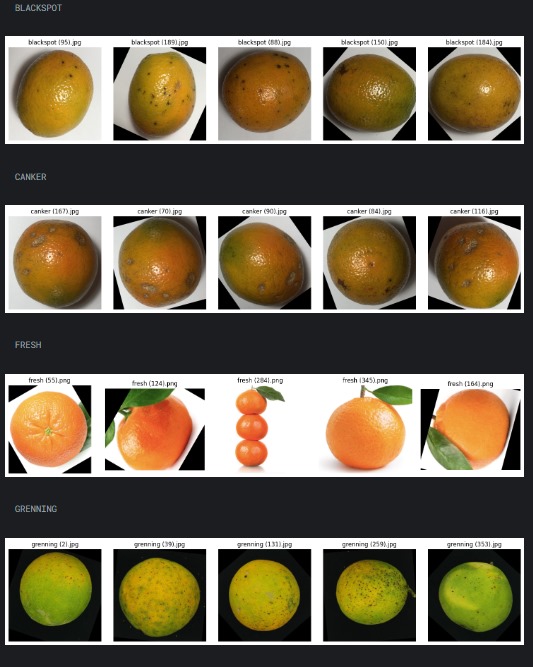 BLACKSPOT
blackspot (95).jpg blackspot (189).jpg blackspot (88).jpg blackspot (150).jpg blackspot (184).jpg
CANKER
canker (167).jpg canker (70).jpg canker (90).jpg canker (84).jpg canker (116).jpg
FRESH
fresh (55).png fresh (124).png fresh (284).png fresh (345).png fresh (164).png
GRENNING
grenning (2).jpg grenning (39).jpg grenning (131).jpg grenning (259).jpg grenning (353).jpg